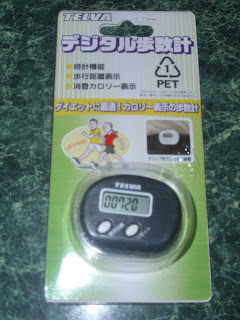 TELVA
デジタル歩数計
時計機能
歩行距離表示
消費カロリー表示
1
PET
ダイエットに最適！カロリー表示の歩数計
TELVA
00720